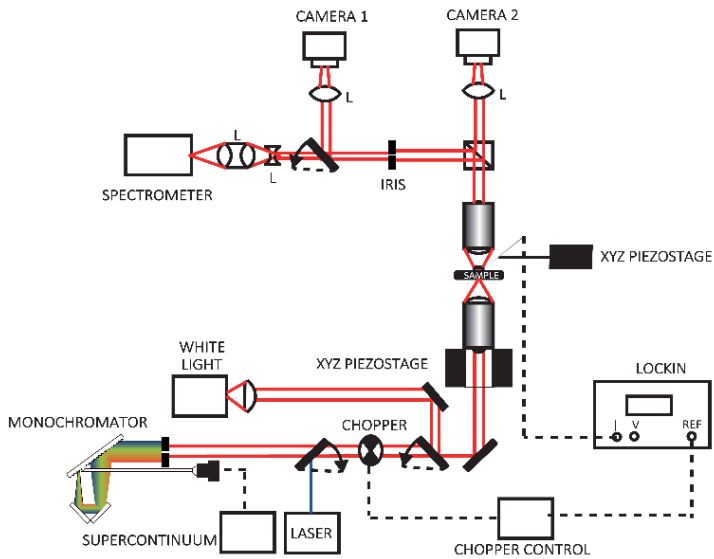 CAMERA 1
CAMERA 2
L
L
L
L
SPECTROMETER
IRIS
SAMPLE
XYZ PIEZOSTAGE
WHITE
LIGHT
XYZ PIEZOSTAGE
LOCKIN
I V REF
MONOCHROMATOR
CHOPPER
SUPERCONTINUUM
LASER
CHOPPER CONTROL